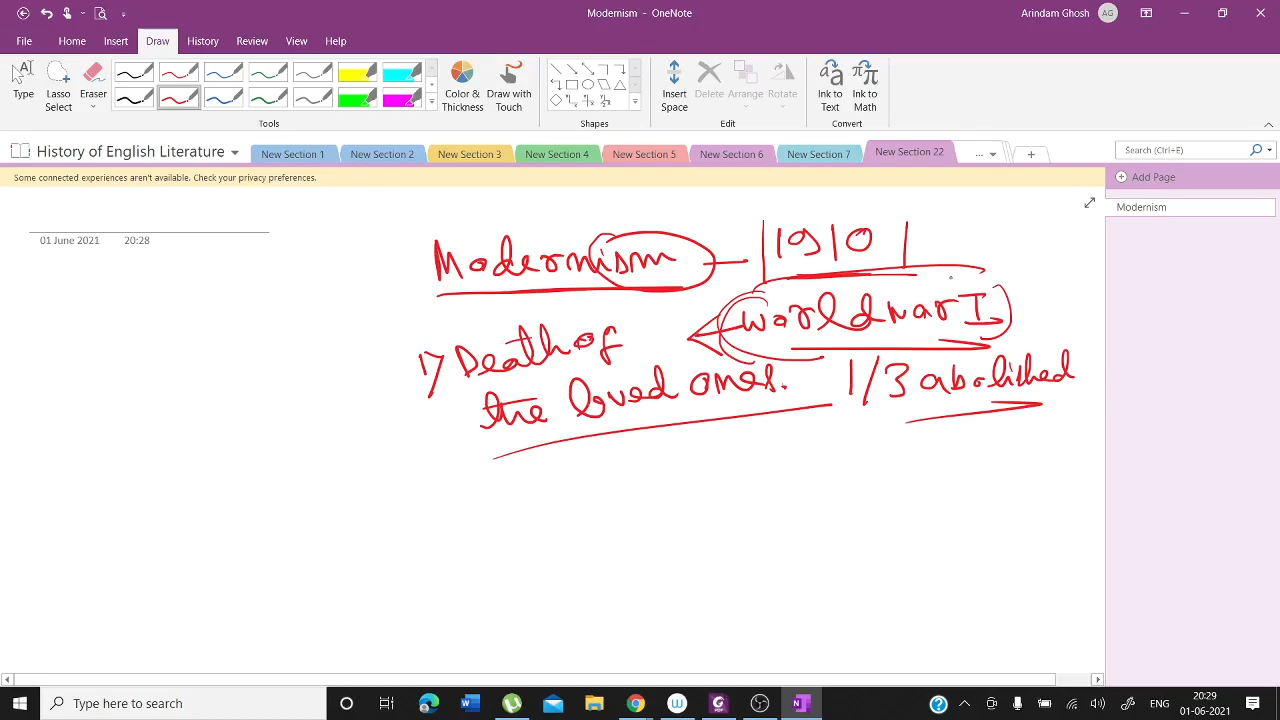 Modernism - OneNote
Arindam Ghosh AG
File Home Insert Draw History Review View Help
Type
Lasso Select
Eraser
Color & Thickness
Draw with Touch
Insert Space
Delete
Arrange
Rotate
Ink to Text
Ink to Math
Tools Shapes Edit Convert
History of English Literature
New Section 1 New Section 2 New Section 3 New Section 4 New Section 5 New Section 6 New Section 7 New Section 22 ...
Search (Ctrl+E)
Some connected experiences aren't available. Check your privacy preferences.
Add Page
Modernism
01 June 2021 20:28
Modernism – 1910
World war I
1) Death of
the loved ones. 1/3 abolished
Type here to search
ENG
20:29
01-06-2021